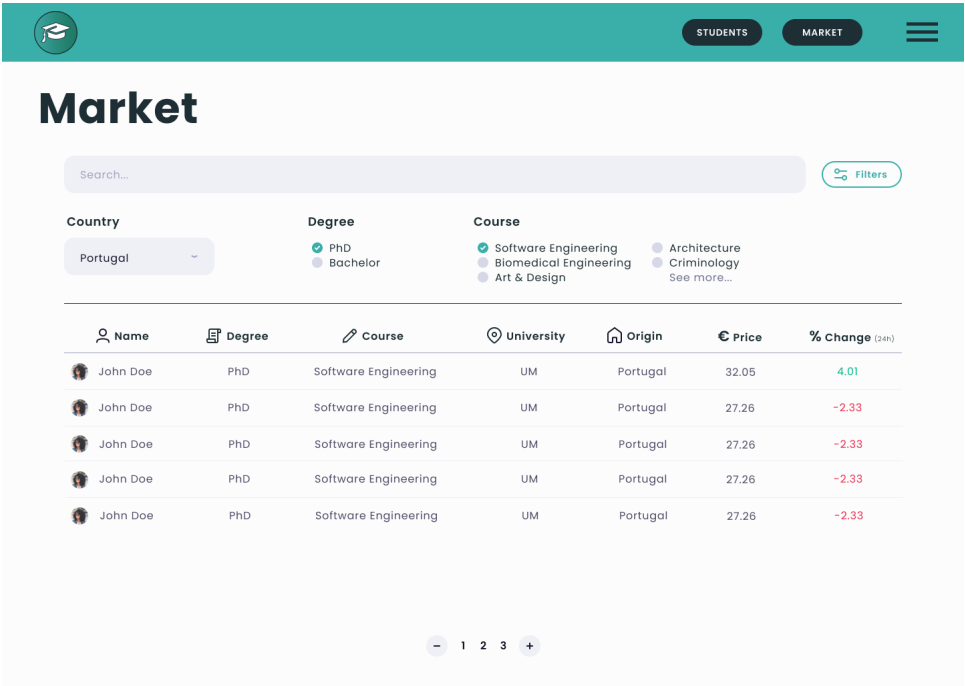 STUDENTS MARKET
Market
Search...
Filters
Country Degree Course
Portugal
PhD
Bachelor
Software Engineering
Biomedical Engineering
Art & Design
Architecture
Criminology
See more...
Name Degree Course University Origin € Price % Change (24h)
John Doe PhD Software Engineering UM Portugal 32.05 4.01
John Doe PhD Software Engineering UM Portugal 27.26 -2.33
John Doe PhD Software Engineering UM Portugal 27.26 -2.33
John Doe PhD Software Engineering UM Portugal 27.26 -2.33
John Doe PhD Software Engineering UM Portugal 27.26 -2.33
- 1 2 3 +